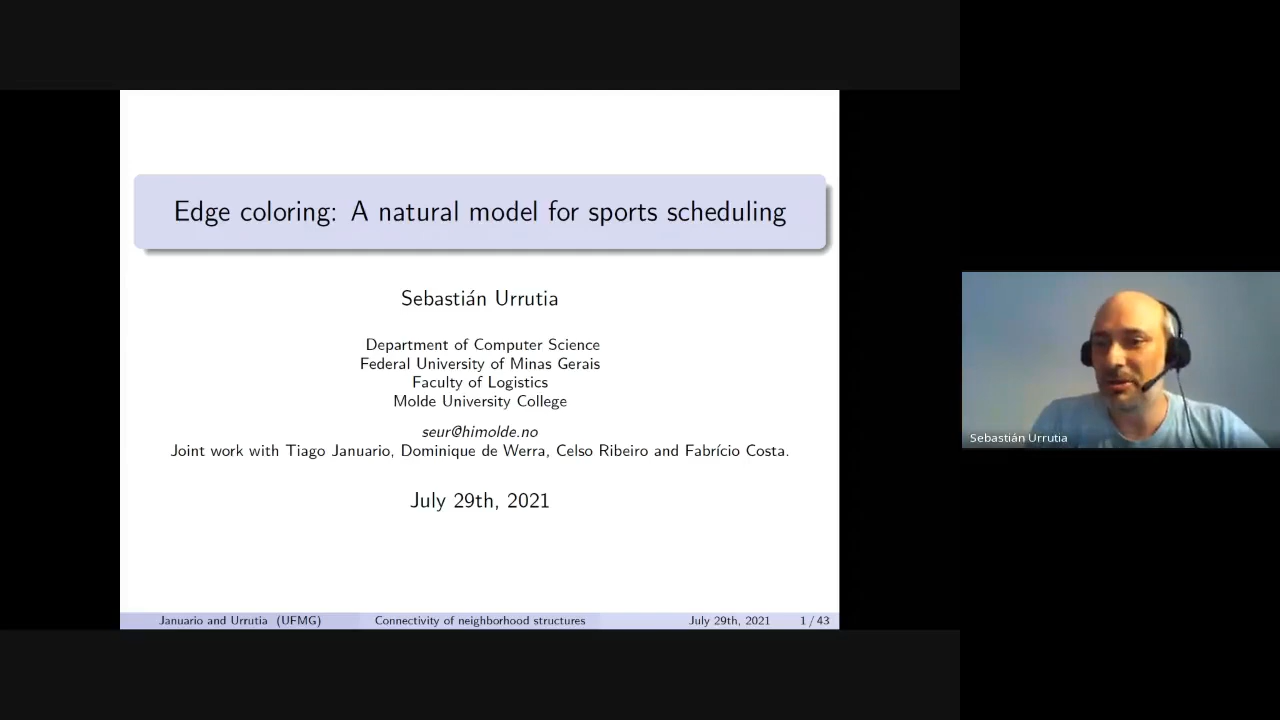 Edge coloring: A natural model for sports scheduling
Sebastián Urrutia
Department of Computer Science
Federal University of Minas Gerais
Faculty of Logistics
Molde University College
seur@himolde.no
Joint work with Tiago Januario, Dominique de Werra, Celso Ribeiro and Fabrício Costa.
July 29th, 2021
Januario and Urrutia (UFMG) Connectivity of neighborhood structures July 29th, 2021 1 / 43
Sebastián Urrutia